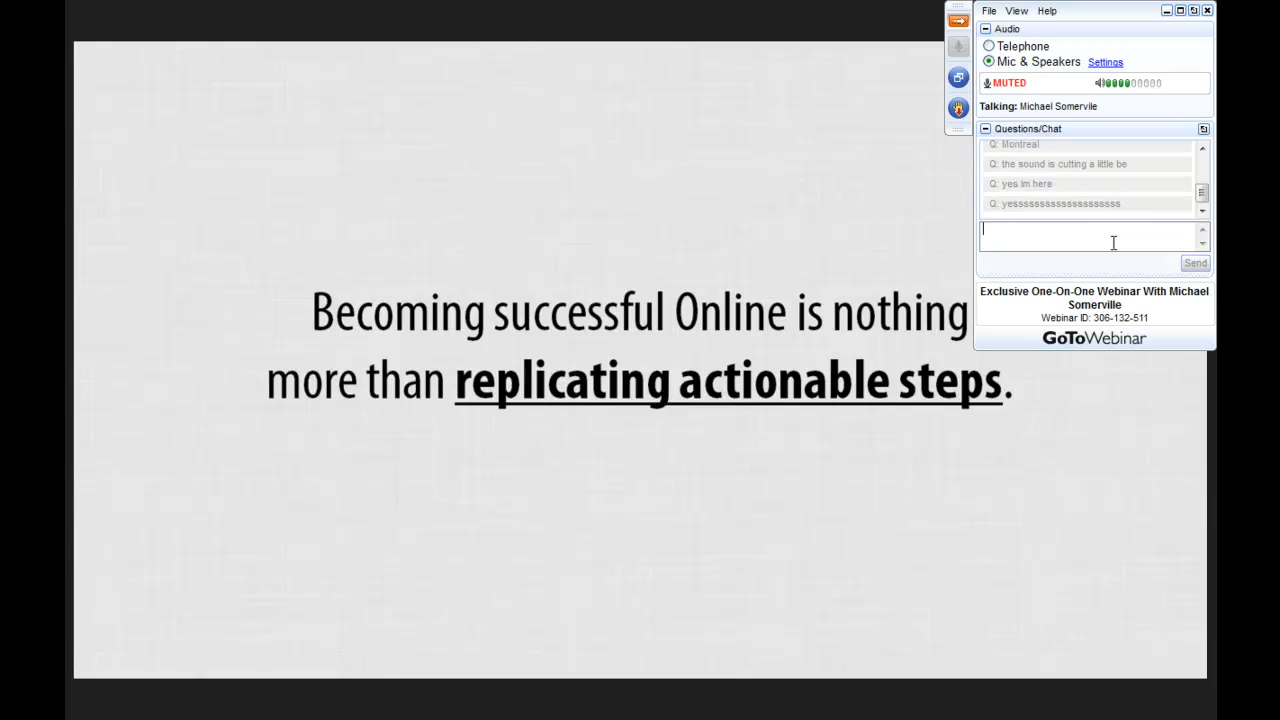 File View Help
Audio
Telephone
Mic & Speakers Settings
MUTED
Talking: Michael Somervile
Questions/Chat
Q: Montreal
Q: the sound is cutting a little be
Q: yes im here
Q: yesssssssssssssssssssss
Send
Exclusive One-On-One Webinar With Michael
Somerville
Webinar ID: 306-132-511
GoToWebinar
Becoming successful Online is nothing
more than replicating actionable steps.